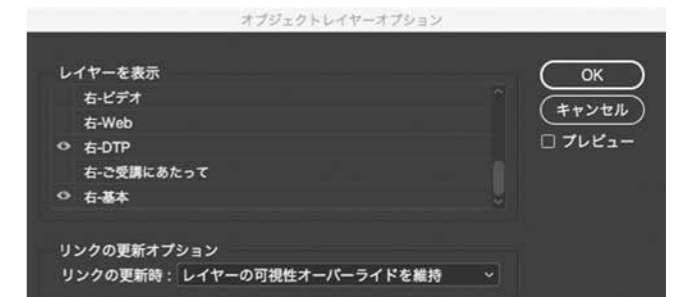 オブジェクトレイヤーオプション
レイヤーを表示
右-ビデオ
右-Web
右-DTP
右-ご受講にあたって
右-基本
OK
キャンセル
プレビュー
リンクの更新オプション
リンクの更新時：レイヤーの可視性オーバーライドを維持